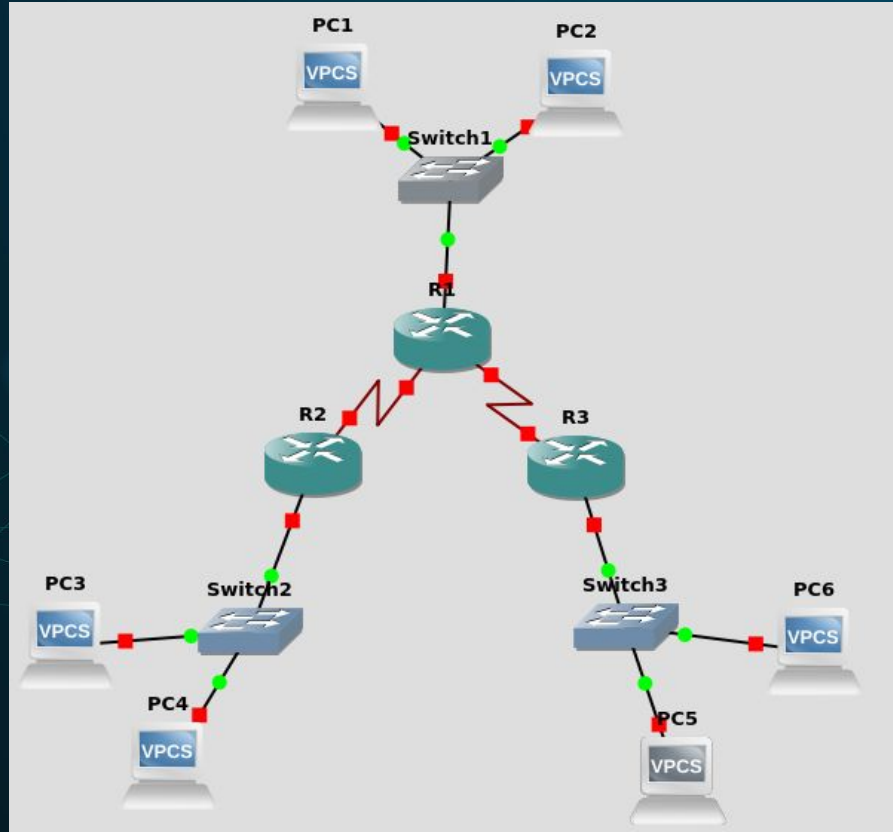 PC1
PC2
VPCS
VPCS
Switch1
R1
R2
R3
PC3
Switch2
Switch3
PC6
VPCS
VPCS
PC4
PC5
VPCS
VPCS